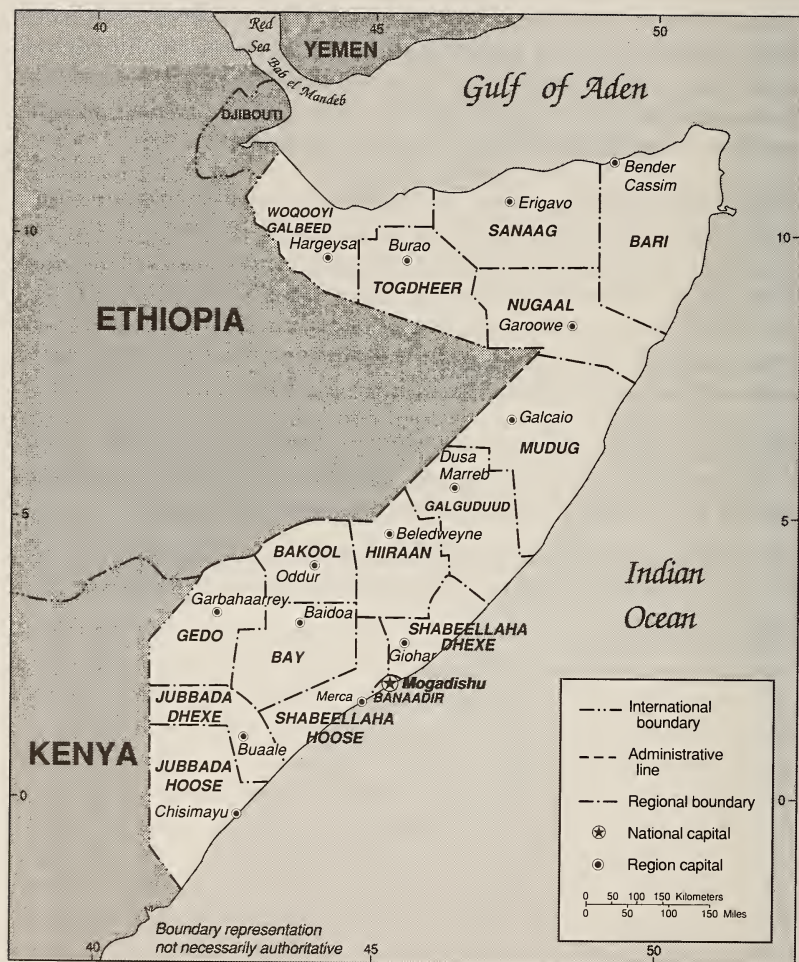 40
45
50
Red
Sea
Bab el Mandeb
YEMEN
Gulf of Aden
DJIBOUTI
Bender
Cassim
Erigavo
WOQOOYI
GALBEED
SANAAG
10
Hargeysa
Burao
BARI
10
TOGDHEER
NUGAAL
ETHIOPIA
Garoowe
Galcaio
MUDUG
Dusa
Marreb
GALGUDUUD
5
5
Beledweyne
BAKOOL
HIIRAAN
Oddur
Indian
Ocean
Garbahaarrey
Baidoa
GEDO
SHABEELLAHA
DHEXE
BAY
Giohar
Mogadishu
JUBBADA
DHEXE
Merca
BANAADIR
SHABEELLAHA
HOOSE
KENYA
Buaale
JUBBADA
HOOSE
0
0
Chisimayu
International
boundary
Administrative
line
Regional boundary
National capital
Region capital
0 50 100 150 Kilometers
0 50 100 150 Miles
Boundary representation
not necessarily authoritative
40
45
50